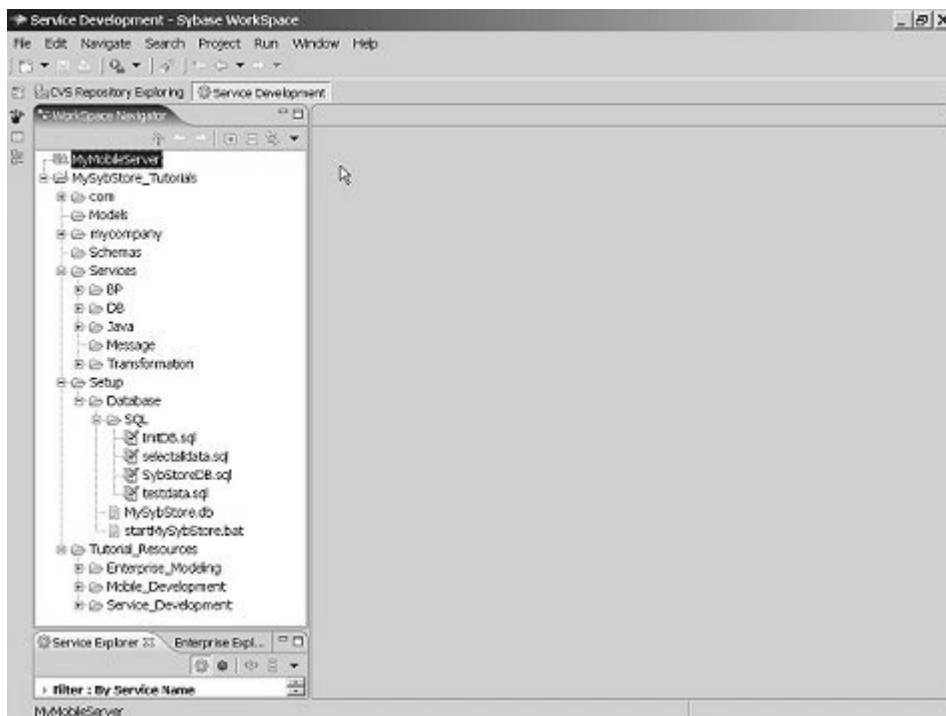 Service Development - Sybase WorkSpace
File Edit Navigate Search Project Run Window Help
CVS Repository Exploring Service Development
WorkSpace Navigator
MyMobileServer
MySybStore_Tutorials
com
Models
mycompany
Schemas
Services
BP
DB
Java
Message
Transformation
Setup
Database
SQL
InitDB.sql
selectalldata.sql
SybStoreDB.sql
testdata.sql
MySybStore.db
startMySybStore.bat
Tutorial_Resources
Enterprise_Modeling
Mobile_Development
Service_Development
Service Explorer Enterprise Expl...
Filter : By Service Name
MyMobileServer